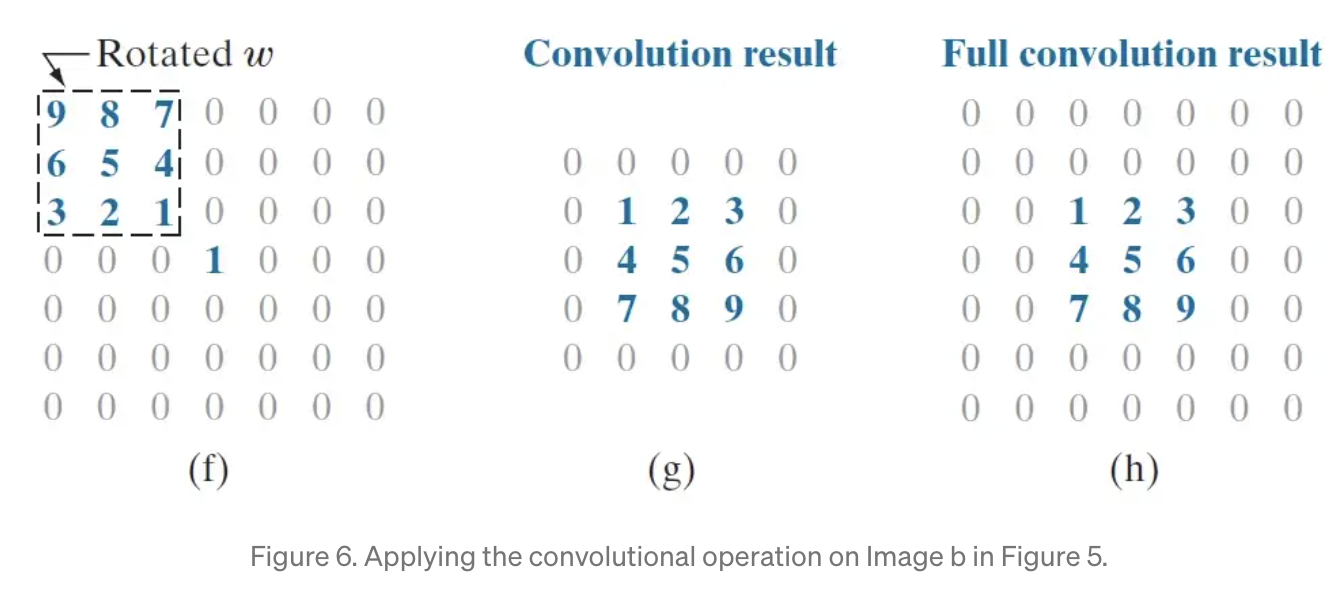 Rotated w
9 8 7 0 0 0 0
6 5 4 0 0 0 0
3 2 1 0 0 0 0
0 0 0 1 0 0 0
0 0 0 0 0 0 0
0 0 0 0 0 0 0
0 0 0 0 0 0 0
(f)
Convolution result
0 0 0 0 0
0 1 2 3 0
0 4 5 6 0
0 7 8 9 0
0 0 0 0 0
(g)
Full convolution result
0 0 0 0 0 0 0
0 0 0 0 0 0 0
0 0 1 2 3 0 0
0 0 4 5 6 0 0
0 0 7 8 9 0 0
0 0 0 0 0 0 0
0 0 0 0 0 0 0
(h)
Figure 6. Applying the convolutional operation on Image b in Figure 5.